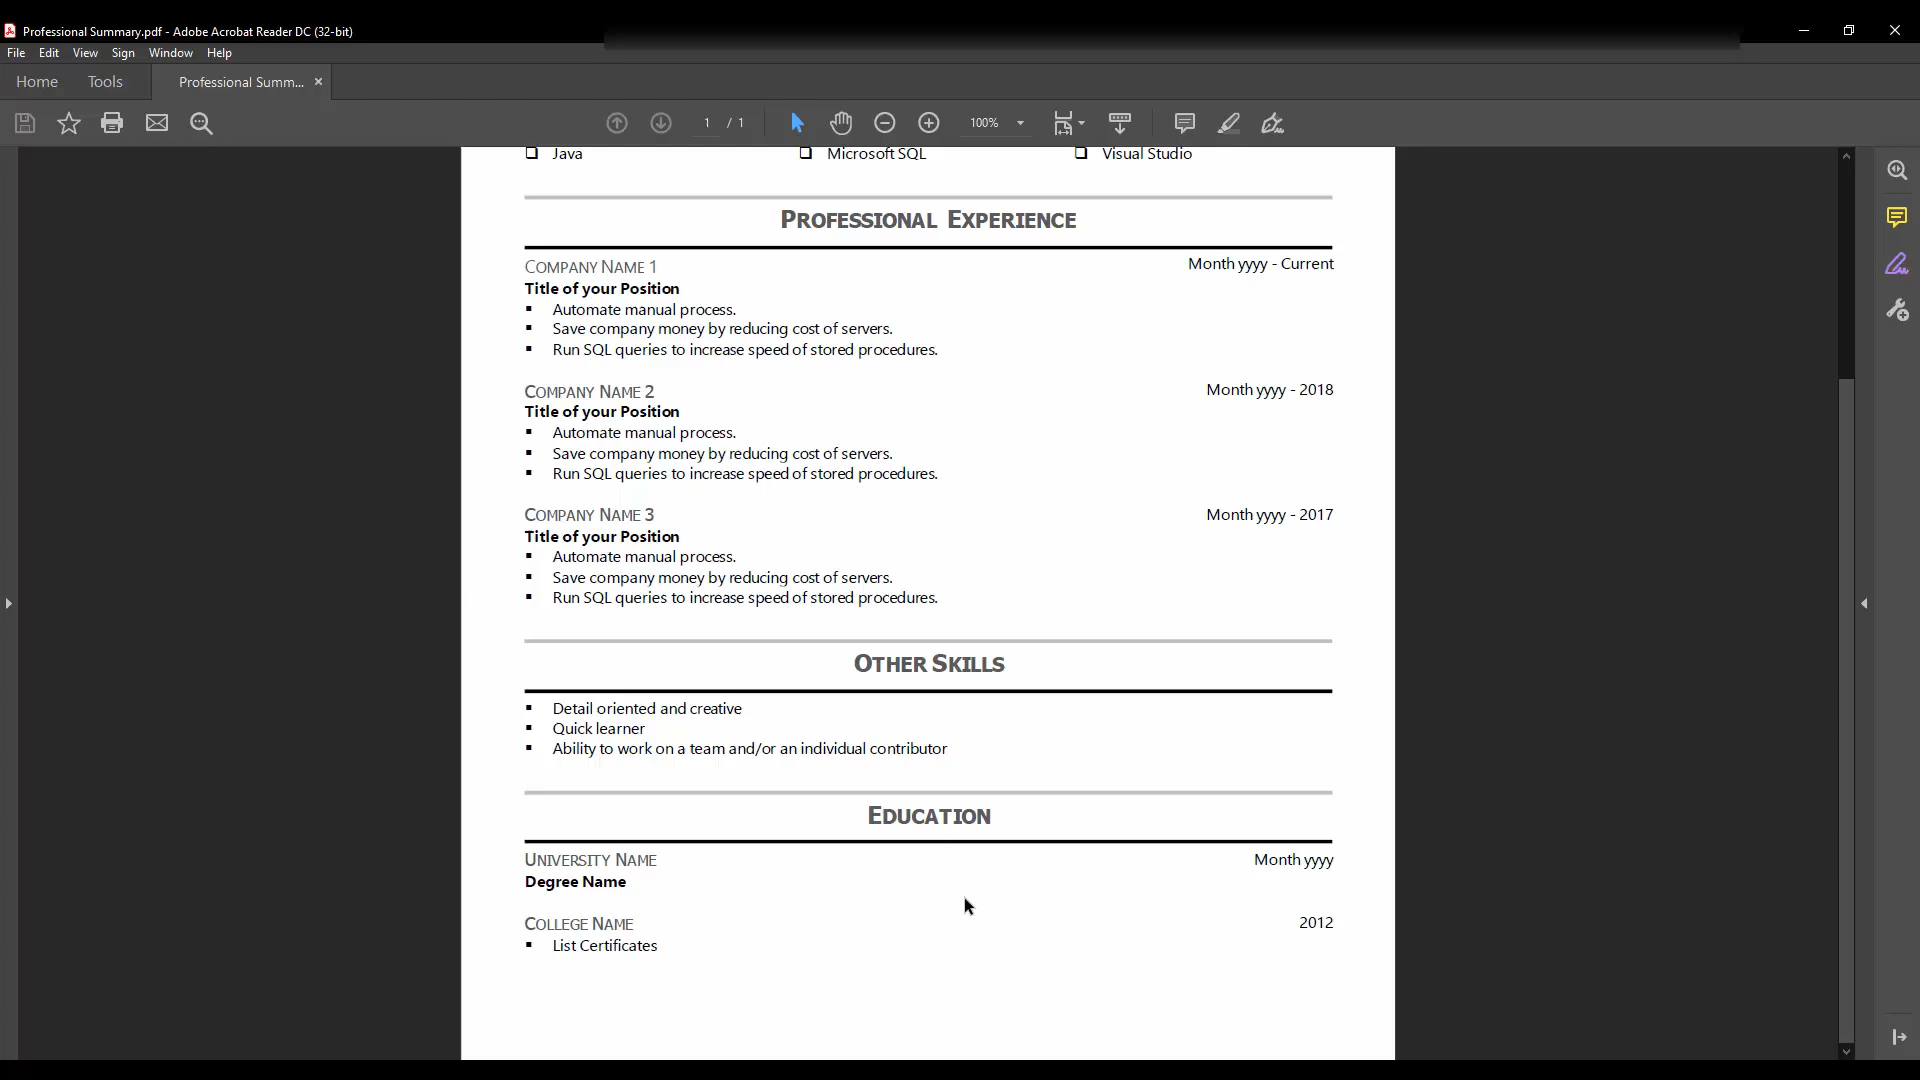 Professional Summary.pdf - Adobe Acrobat Reader DC (32-bit)
File Edit View Sign Window Help
Home Tools Professional Summ... ×
1 / 1 100%
Java Microsoft SQL Visual Studio
PROFESSIONAL EXPERIENCE
COMPANY NAME 1 Month yyyy - Current
Title of your Position
▪ Automate manual process.
▪ Save company money by reducing cost of servers.
▪ Run SQL queries to increase speed of stored procedures.
COMPANY NAME 2 Month yyyy - 2018
Title of your Position
▪ Automate manual process.
▪ Save company money by reducing cost of servers.
▪ Run SQL queries to increase speed of stored procedures.
COMPANY NAME 3 Month yyyy - 2017
Title of your Position
▪ Automate manual process.
▪ Save company money by reducing cost of servers.
▪ Run SQL queries to increase speed of stored procedures.
OTHER SKILLS
▪ Detail oriented and creative
▪ Quick learner
▪ Ability to work on a team and/or an individual contributor
EDUCATION
UNIVERSITY NAME Month yyyy
Degree Name
COLLEGE NAME 2012
▪ List Certificates